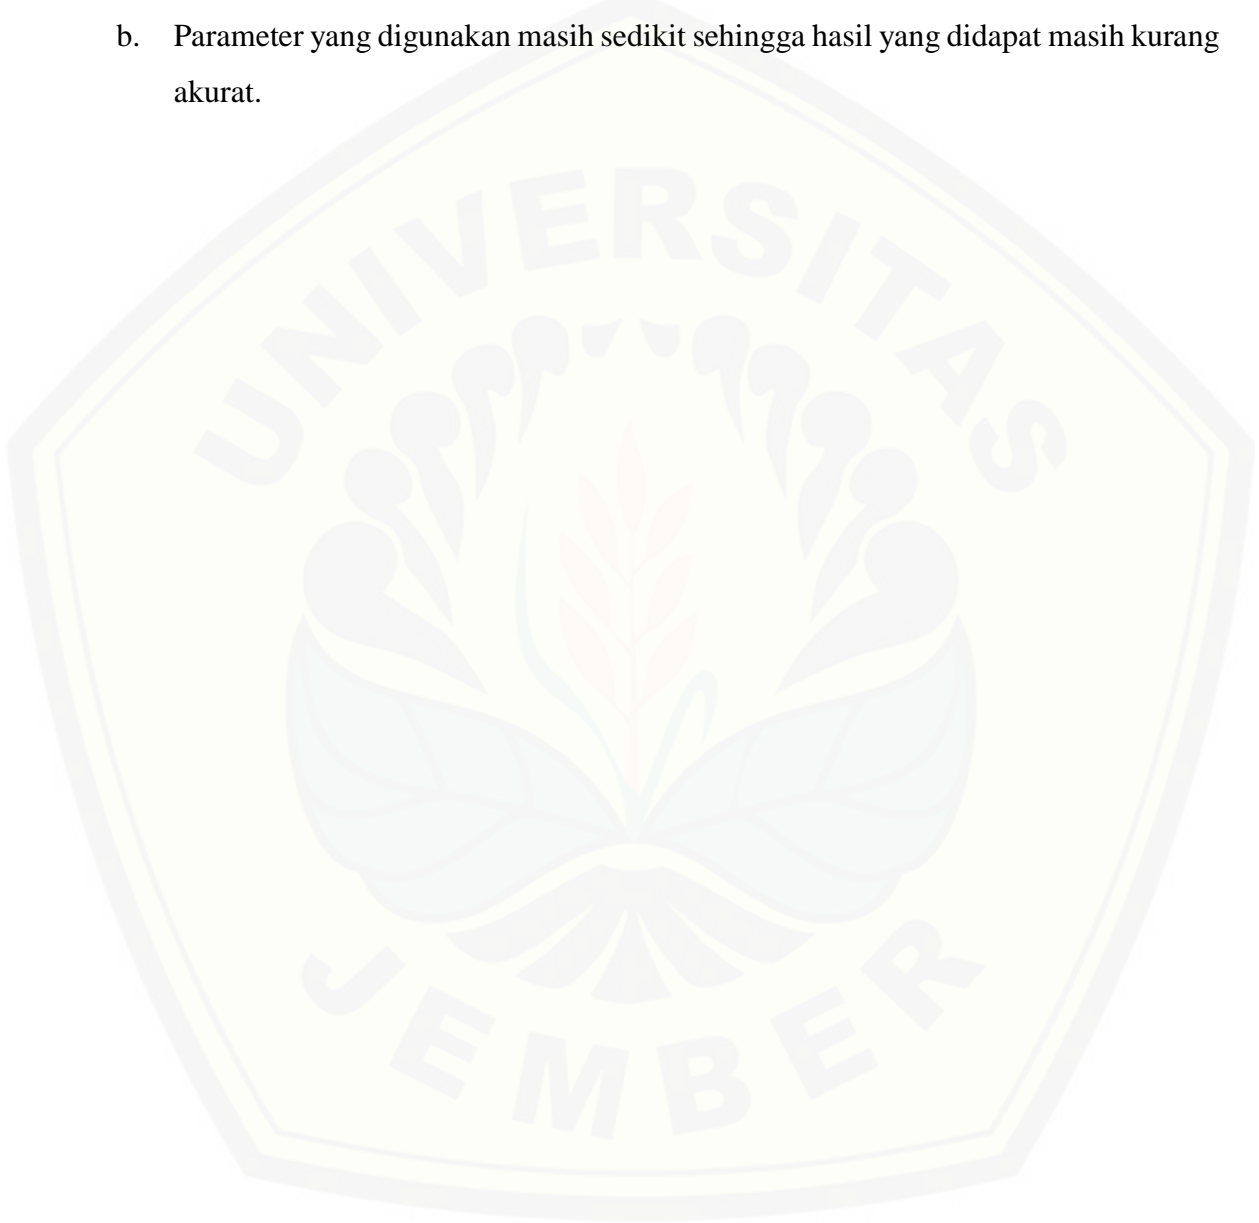 b. Parameter yang digunakan masih sedikit sehingga hasil yang didapat masih kurang
akurat.
UNIVERSITAS
JEMBER